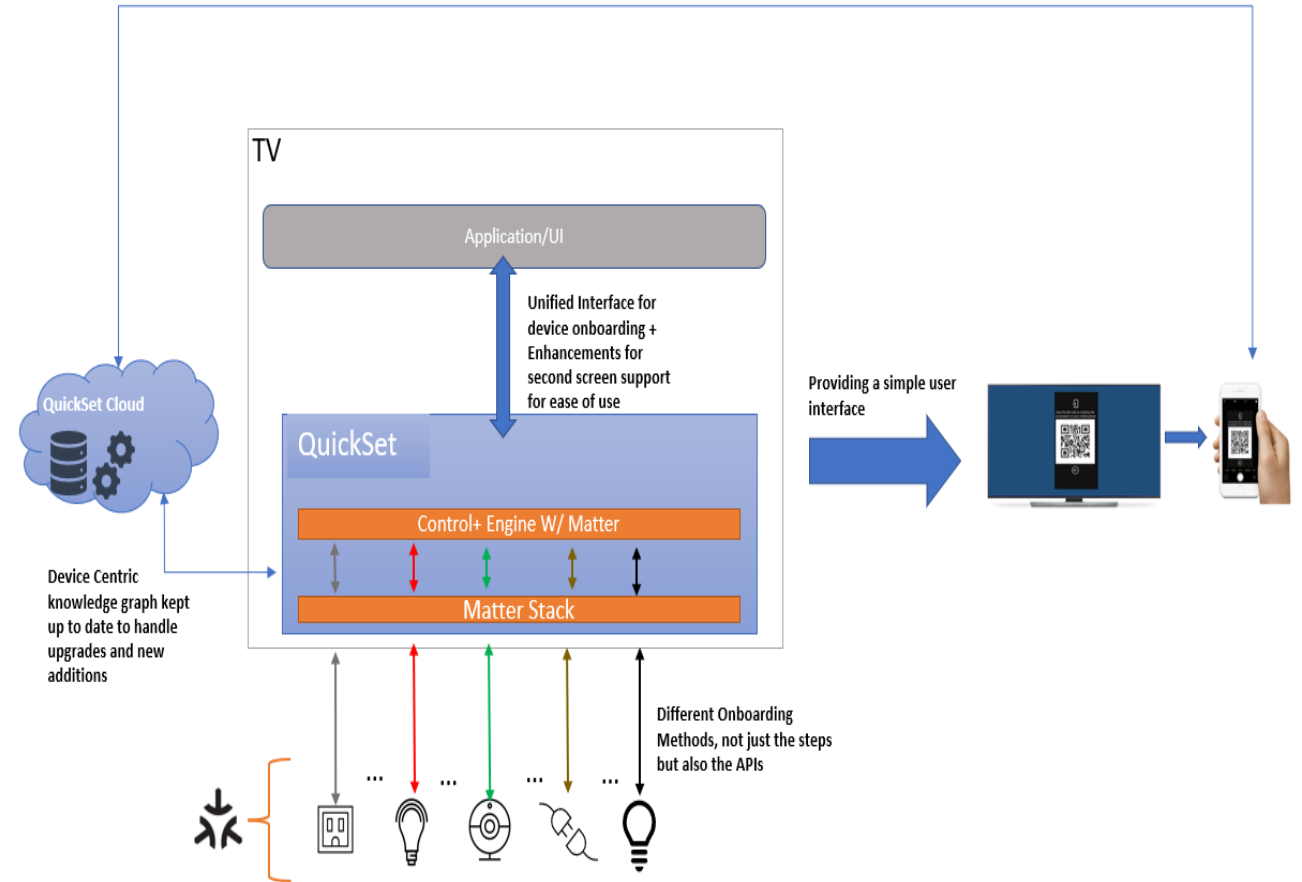 TV
Application/UI
Unified Interface for
device onboarding +
Enhancements for
second screen support
for ease of use
Providing a simple user
interface
QuickSet Cloud
QuickSet
Control+ Engine W/ Matter
Matter Stack
Device Centric
knowledge graph kept
up to date to handle
upgrades and new
additions
Different Onboarding
Methods, not just the steps
but also the APIs
...
...
...
...